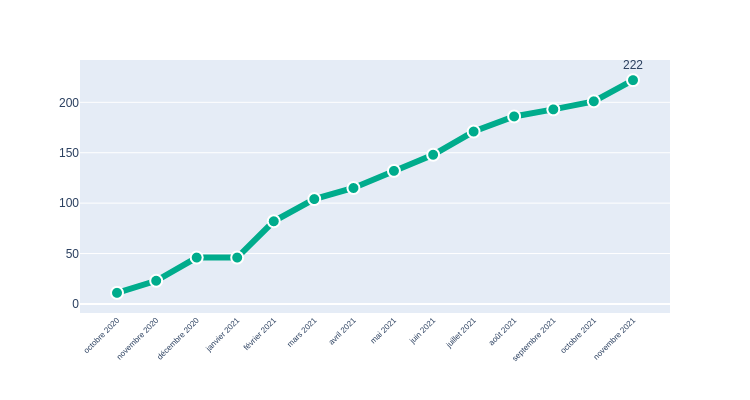 222
200
150
100
50
0
octobre 2020
novembre 2020
décembre 2020
janvier 2021
février 2021
mars 2021
avril 2021
mai 2021
juin 2021
juillet 2021
août 2021
septembre 2021
octobre 2021
novembre 2021